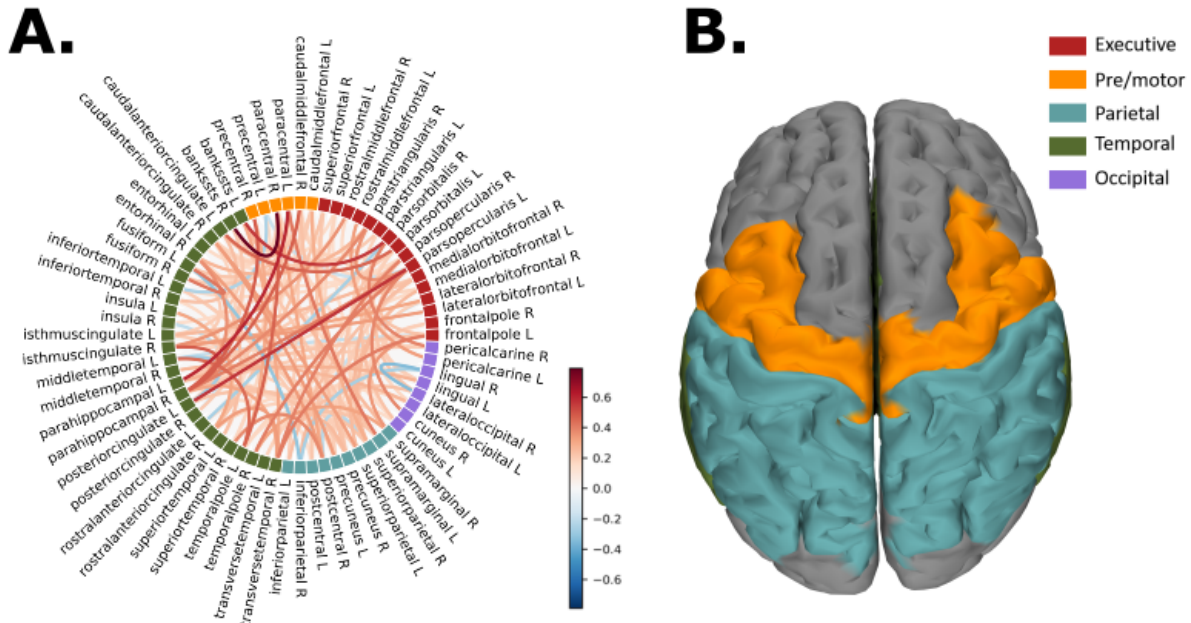 A.
caudalmiddlefrontal R
caudalmiddlefrontal L
superiorfrontal R
superiorfrontal L
rostralmiddlefrontal R
rostralmiddlefrontal L
parstriangularis R
parstriangularis L
parsorbitalis R
parsorbitalis L
parsopercularis R
parsopercularis L
medialorbitofrontal R
medialorbitofrontal L
lateralorbitofrontal R
lateralorbitofrontal L
frontalpole R
frontalpole L
pericalcarine R
pericalcarine L
lingual R
lingual L
lateraloccipital R
lateraloccipital L
cuneus R
cuneus L
supramarginal R
supramarginal L
superiorparietal R
superiorparietal L
precuneus R
precuneus L
postcentral R
postcentral L
inferiorparietal R
inferiorparietal L
transversetemporal R
transversetemporal L
temporalpole R
temporalpole L
superiortemporal R
superiortemporal L
rostralanteriorcingulate R
rostralanteriorcingulate L
posteriorcingulate R
posteriorcingulate L
parahippocampal R
parahippocampal L
middletemporal R
middletemporal L
isthmuscingulate R
isthmuscingulate L
insula R
insula L
inferiortemporal R
inferiortemporal L
fusiform R
fusiform L
entorhinal R
entorhinal L
caudalanteriorcingulate R
caudalanteriorcingulate L
bankssts R
bankssts L
precentral R
precentral L
paracentral R
paracentral L
0.6
0.4
0.2
0.0
−0.2
−0.4
−0.6
B.
Executive
Pre/motor
Parietal
Temporal
Occipital